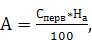 А = Сперв*На/100,